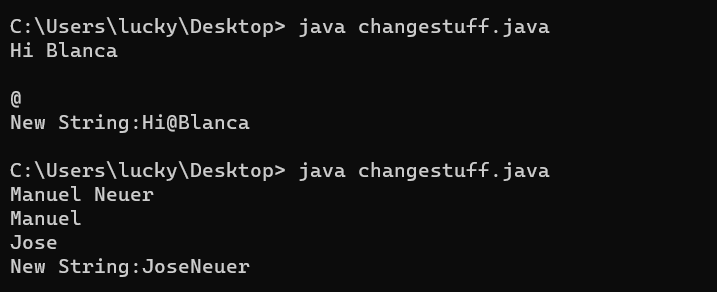 C:\Users\lucky\Desktop> java changestuff.java
Hi Blanca

@
New String:Hi@Blanca

C:\Users\lucky\Desktop> java changestuff.java
Manuel Neuer
Manuel
Jose
New String:JoseNeuer